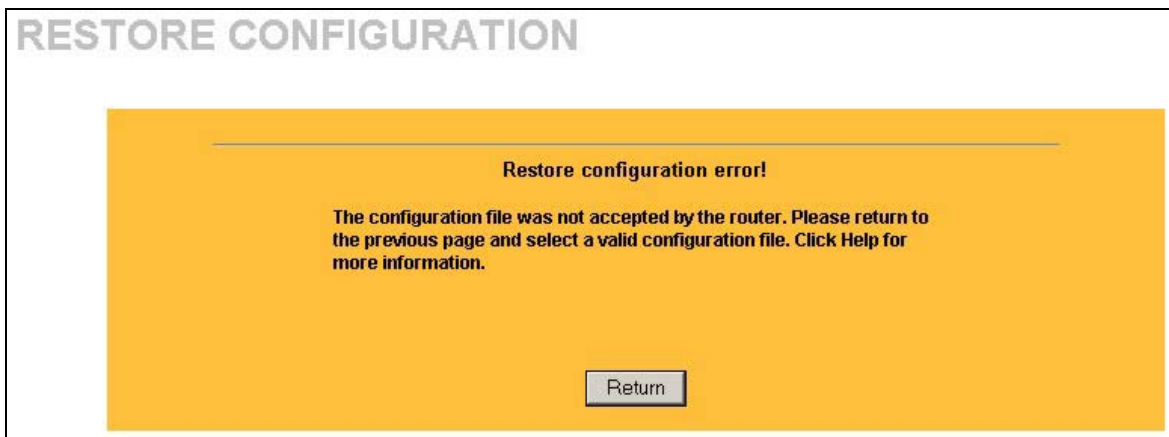 RESTORE CONFIGURATION
Restore configuration error!
The configuration file was not accepted by the router. Please return to
the previous page and select a valid configuration file. Click Help for
more information.
Return